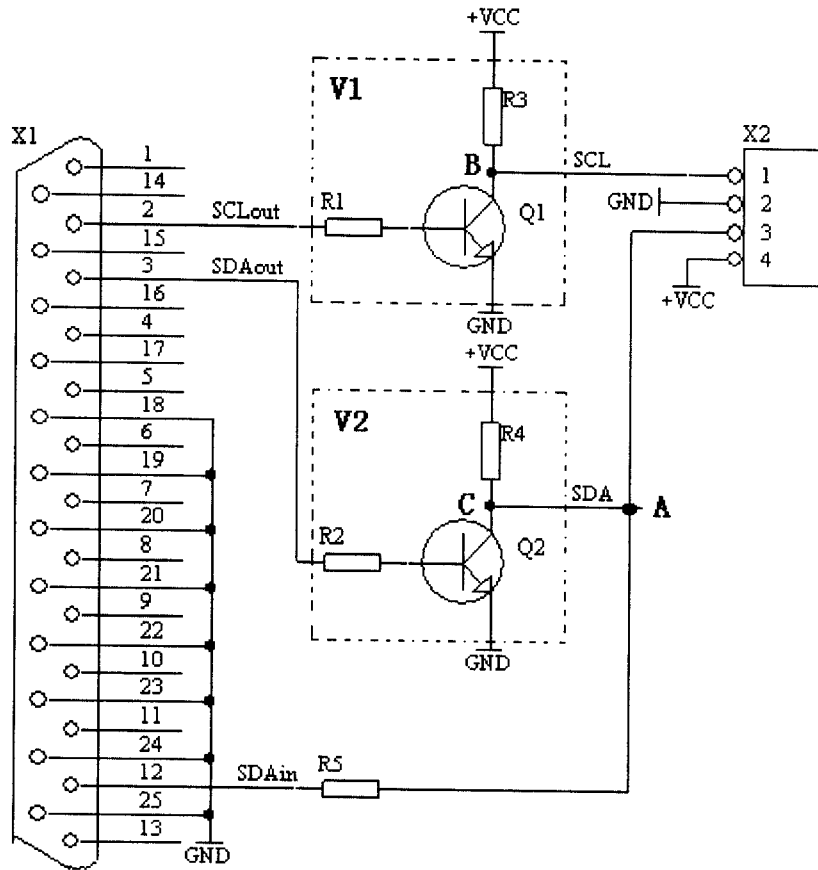 +VCC
V1
R3
X1
X2
1
B
SCL
1
14
2
SCLout
R1
Q1
GND
2
15
3
3
SDAout
4
16
+VCC
GND
4
+VCC
17
5
V2
R4
18
6
19
C
SDA
A
7
20
R2
Q2
8
21
9
22
GND
10
23
11
24
12
SDAin
R5
25
13
GND